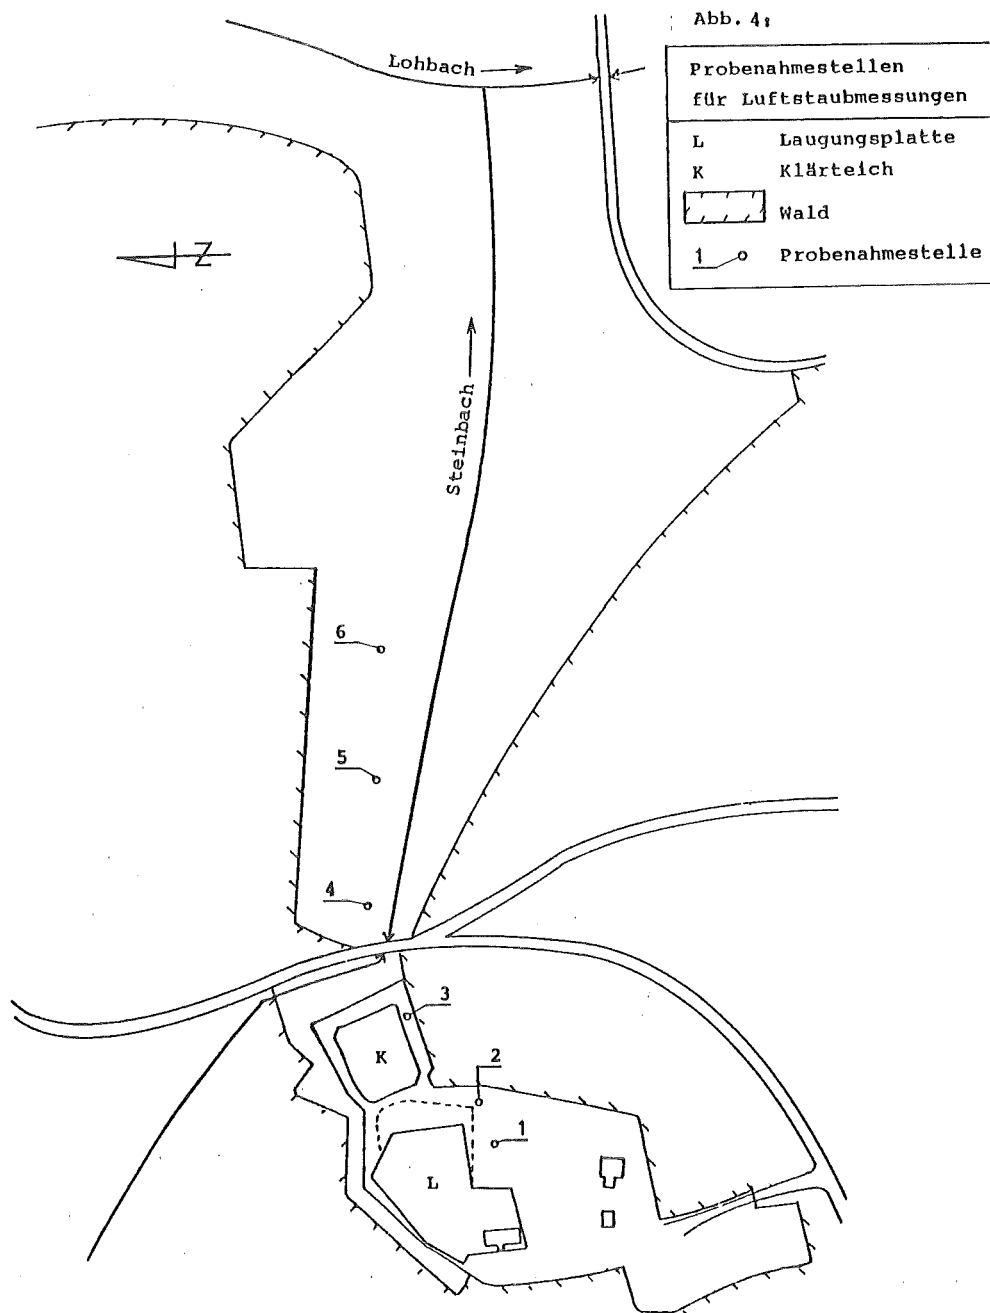 Abb. 4:
Probenahmestellen
für Luftstaubmessungen
L Laugungsplatte
K Klärteich
Wald
1 Probenahmestelle
Lohbach
N
Steinbach
6
5
4
3
K
2
1
L